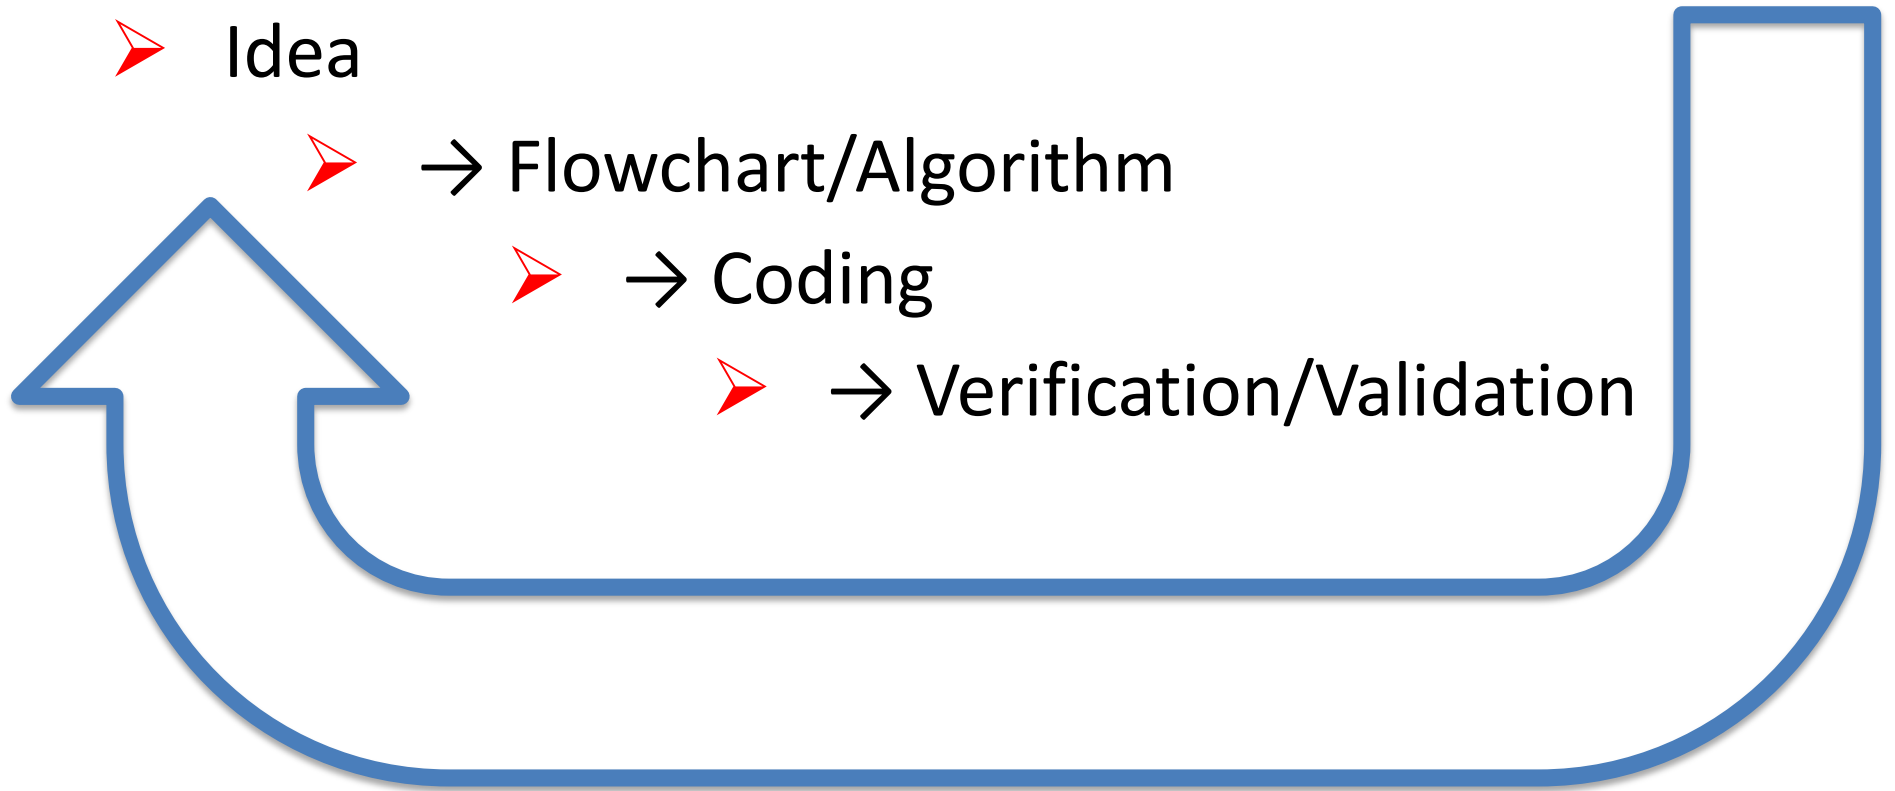 Idea
→ Flowchart/Algorithm
→ Coding
→ Verification/Validation